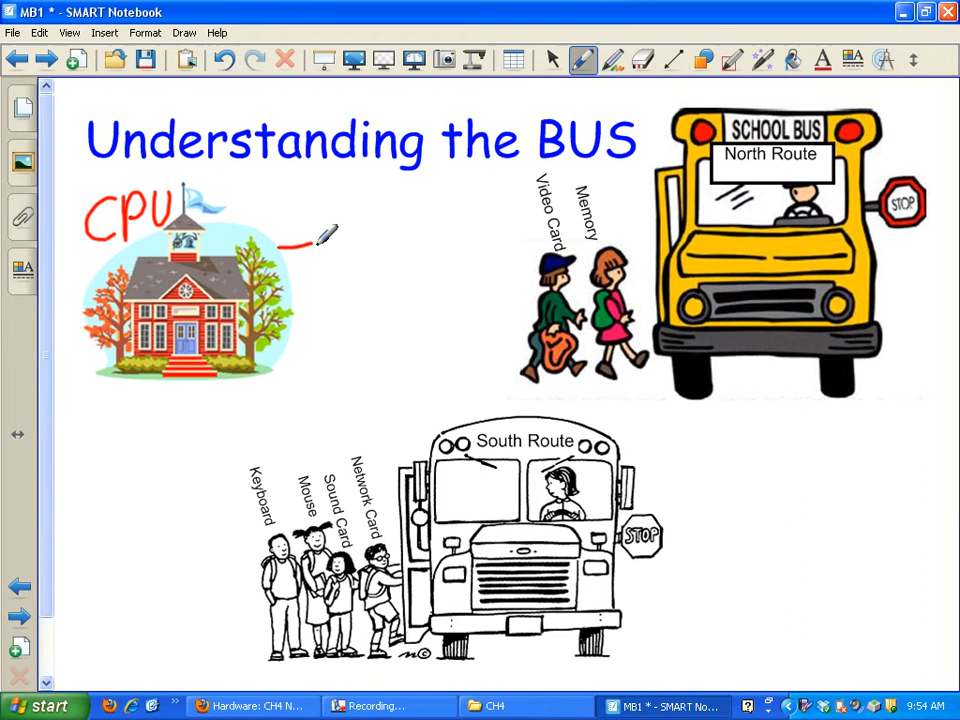 MB1 * - SMART Notebook
File Edit View Insert Format Draw Help
Understanding the BUS
SCHOOL BUS
North Route
STOP
CPU
Video Card
Memory
South Route
STOP
Keyboard
Mouse
Sound Card
Network Card
start
Hardware: CH4 N...
Recording...
CH4
MB1 * - SMART No...
9:54 AM